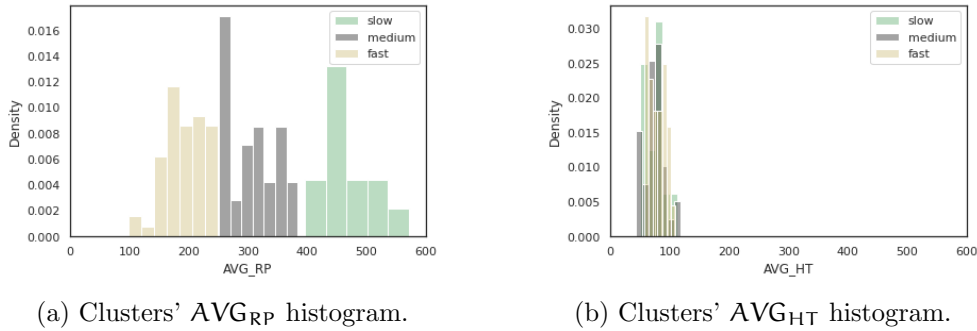 slow
medium
fast
0.016
0.014
0.012
0.010
0.008
0.006
0.004
0.002
0.000
Density
0 100 200 300 400 500 600
AVG_RP
(a) Clusters' AVG_RP histogram.
slow
medium
fast
0.030
0.025
0.020
0.015
0.010
0.005
0.000
Density
0 100 200 300 400 500 600
AVG_HT
(b) Clusters' AVG_HT histogram.